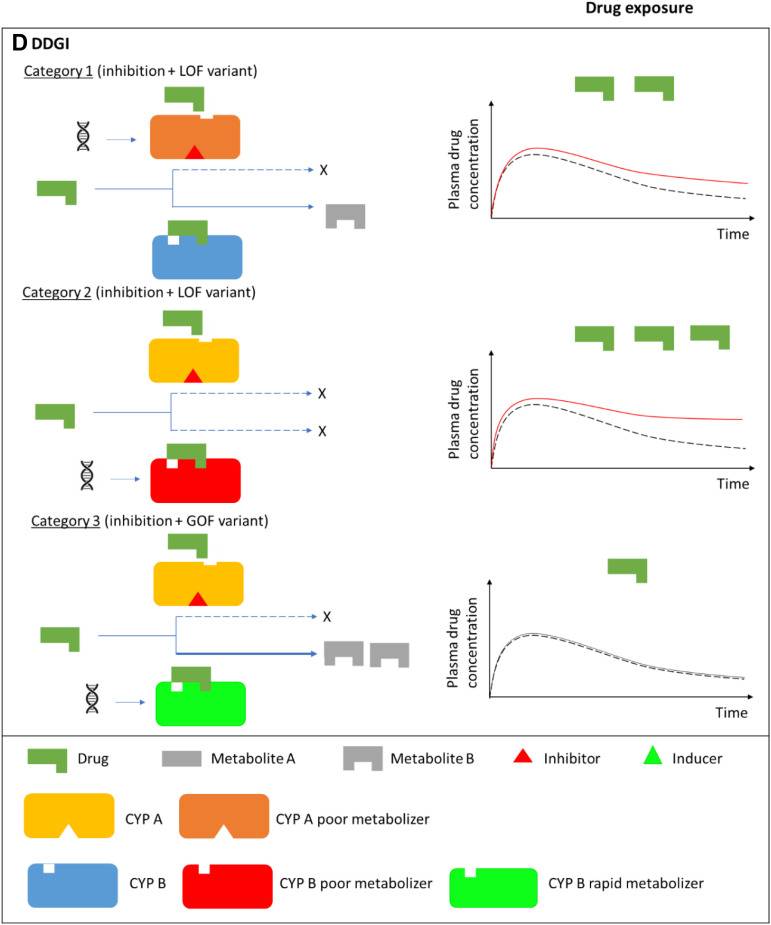 Drug exposure
D DDGI
Category 1 (inhibition + LOF variant)
X
Plasma drug
concentration
Time
Category 2 (inhibition + LOF variant)
X
X
Plasma drug
concentration
Time
Category 3 (inhibition + GOF variant)
X
Plasma drug
concentration
Time
Drug Metabolite A Metabolite B Inhibitor Inducer
CYP A CYP A poor metabolizer
CYP B CYP B poor metabolizer CYP B rapid metabolizer